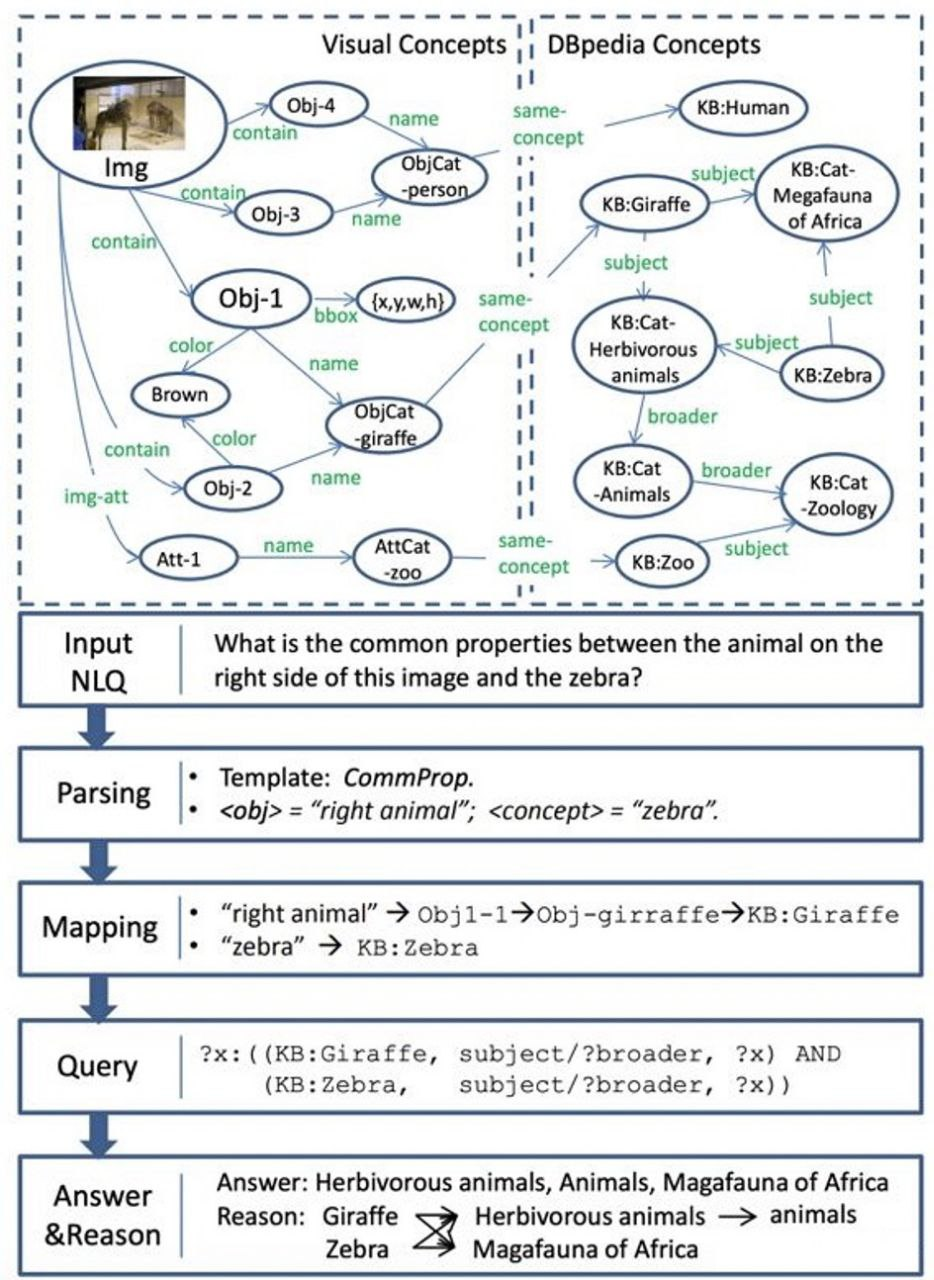 Visual Concepts
DBpedia Concepts
Img
contain
Obj-4
name
ObjCat
-person
same-
concept
KB:Human
contain
Obj-3
name
KB:Giraffe
subject
KB:Cat-
Megafauna
of Africa
contain
Obj-1
bbox
{x,y,w,h}
same-
concept
subject
KB:Cat-
Herbivorous
animals
subject
subject
KB:Zebra
color
name
Brown
ObjCat
-giraffe
broader
contain
color
name
Obj-2
KB:Cat
-Animals
broader
KB:Cat
-Zoology
img-att
Att-1
name
AttCat
-zoo
same-
concept
KB:Zoo
subject
Input
NLQ
What is the common properties between the animal on the
right side of this image and the zebra?
Parsing
• Template: CommProp.
• <obj> = “right animal”; <concept> = “zebra”.
Mapping
• “right animal” → Obj1-1→Obj-girraffe→KB:Giraffe
• “zebra” → KB:Zebra
Query
?x:((KB:Giraffe, subject/?broader, ?x) AND
(KB:Zebra, subject/?broader, ?x))
Answer
&Reason
Answer: Herbivorous animals, Animals, Magafauna of Africa
Reason: Giraffe Herbivorous animals → animals
Zebra Magafauna of Africa